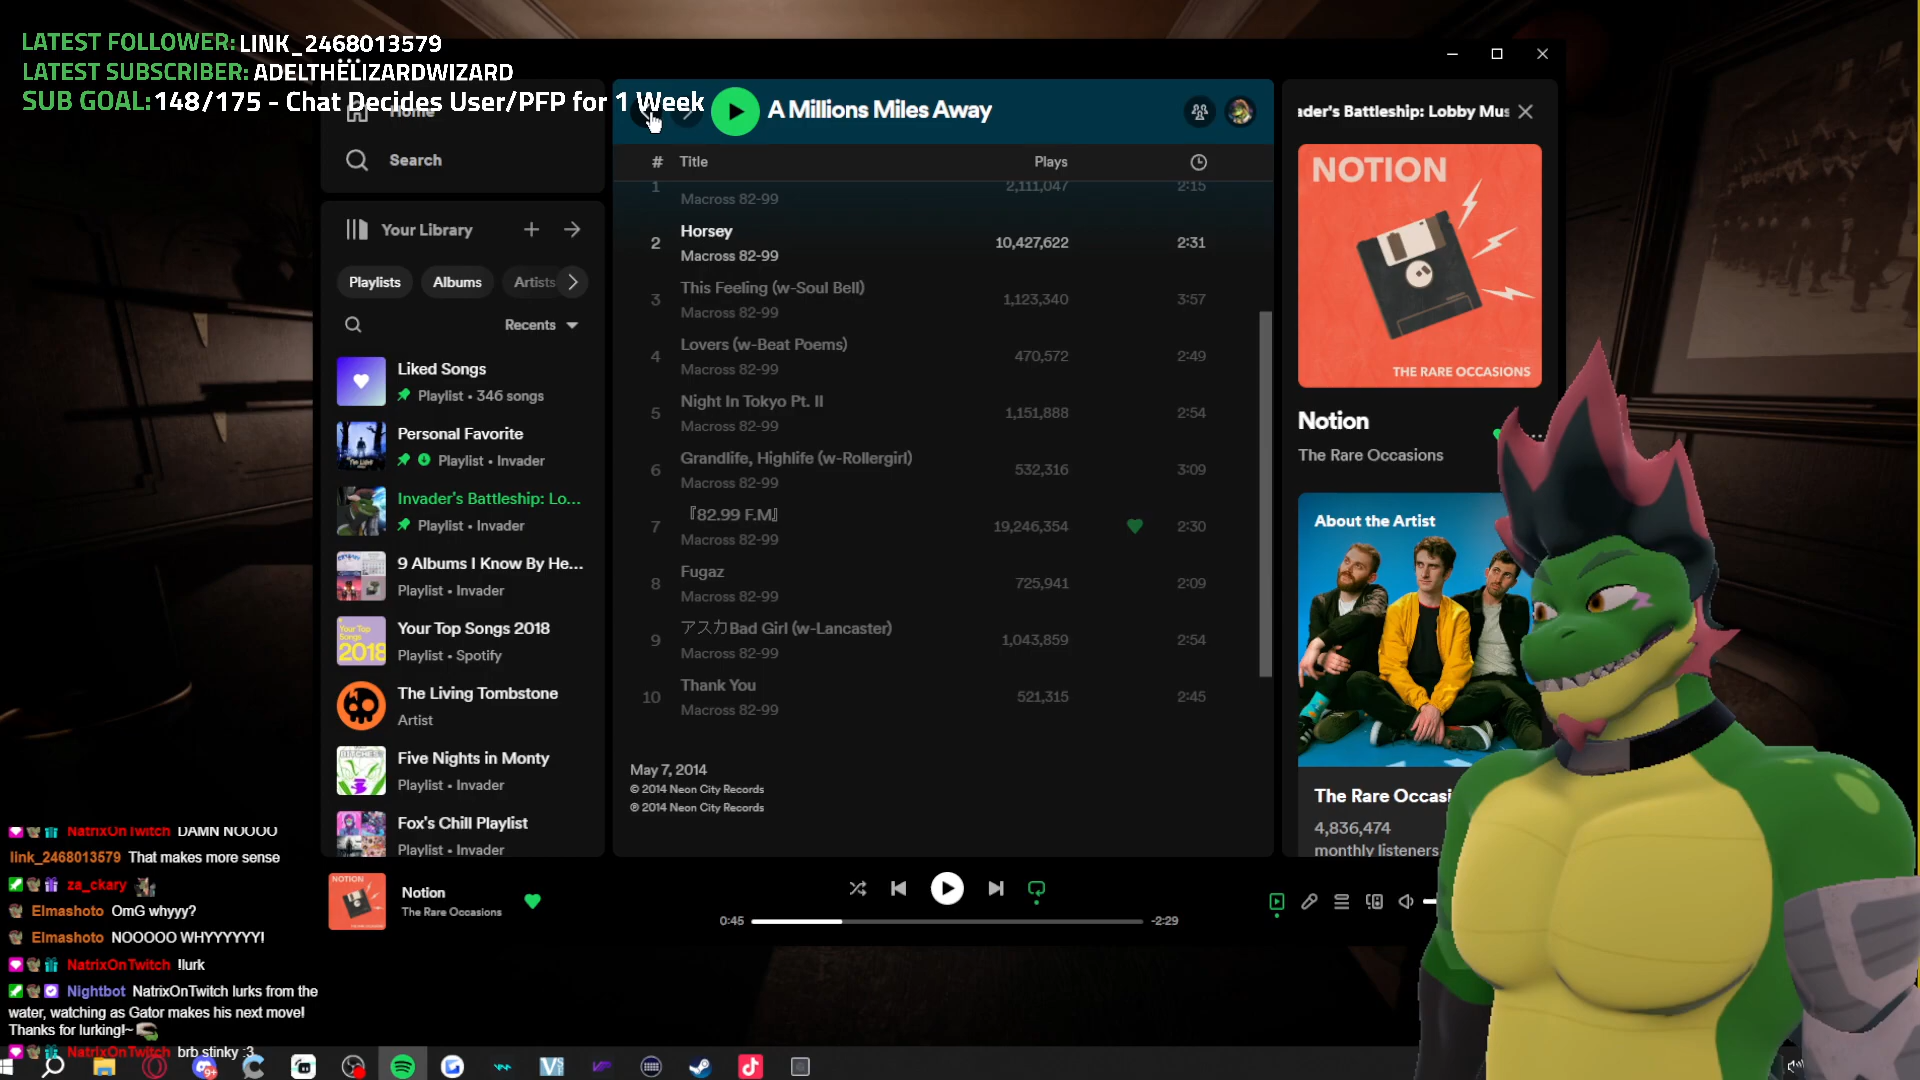 LATEST FOLLOWER: LINK_2468013579
LATEST SUBSCRIBER: ADELTHELIZARDWIZARD
SUB GOAL: 148/175 - Chat Decides User/PFP for 1 Week
Home
Search
Your Library
Playlists
Albums
Artists
Recents
Liked Songs
Playlist • 346 songs
Personal Favorite
Playlist • Invader
Invader's Battleship: Lo...
Playlist • Invader
9 Albums I Know By He...
Playlist • Invader
Your Top Songs 2018
Your Top Songs 2018
Playlist • Spotify
The Living Tombstone
Artist
Five Nights in Monty
Playlist • Invader
Fox's Chill Playlist
Playlist • Invader
A Millions Miles Away
# Title Plays
1 2,111,047 2:15
Macross 82-99
2 Horsey 10,427,622 2:31
Macross 82-99
3 This Feeling (w-Soul Bell) 1,123,340 3:57
Macross 82-99
4 Lovers (w-Beat Poems) 470,572 2:49
Macross 82-99
5 Night In Tokyo Pt. II 1,151,888 2:54
Macross 82-99
6 Grandlife, Highlife (w-Rollergirl) 532,316 3:09
Macross 82-99
7 『82.99 F.M』 19,246,354 2:30
Macross 82-99
8 Fugaz 725,941 2:09
Macross 82-99
9 アスカBad Girl (w-Lancaster) 1,043,859 2:54
Macross 82-99
10 Thank You 521,315 2:45
Macross 82-99
May 7, 2014
© 2014 Neon City Records
℗ 2014 Neon City Records
ader's Battleship: Lobby Mus
NOTION
THE RARE OCCASIONS
Notion
The Rare Occasions
About the Artist
The Rare Occasi
4,836,474
monthly listeners
NOTION
Notion
The Rare Occasions
0:45
-2:29
NatrixOnTwitch DAMN NOOOO
link_2468013579 That makes more sense
za_ckary
Elmashoto OmG whyyy?
Elmashoto NOOOOO WHYYYYYY!
NatrixOnTwitch !lurk
Nightbot NatrixOnTwitch lurks from the
water, watching as Gator makes his next move!
Thanks for lurking!~
NatrixOnTwitch brb stinky :3
9+